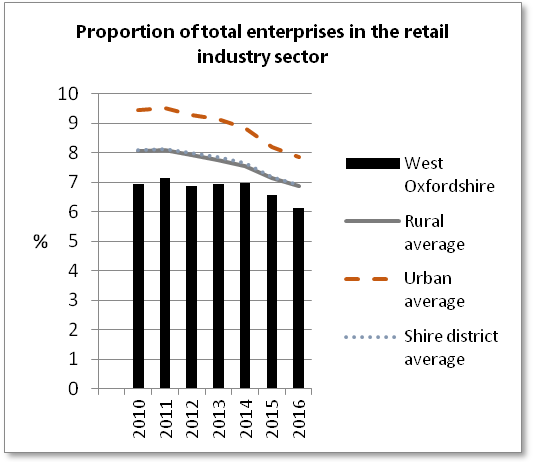 Proportion of total enterprises in the retail
industry sector
10
9
8
7
6
5
4
3
2
1
0
%
2010
2011
2012
2013
2014
2015
2016
West
Oxfordshire
Rural
average
Urban
average
Shire district
average